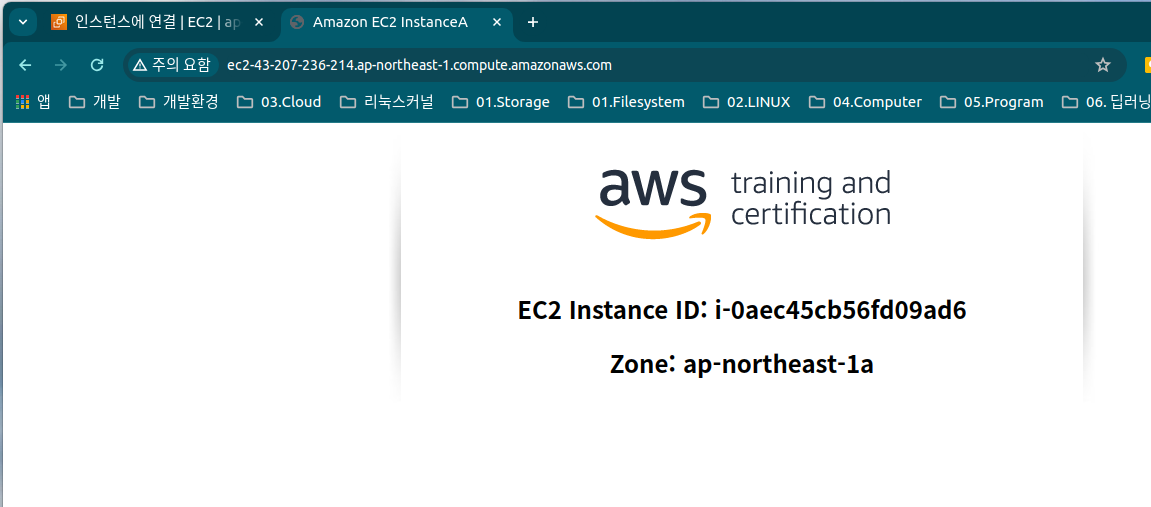 인스턴스에 연결 | EC2 | ap
Amazon EC2 InstanceA
주의 요함 ec2-43-207-236-214.ap-northeast-1.compute.amazonaws.com
앱 개발 개발환경 03.Cloud 리눅스커널 01.Storage 01.Filesystem 02.LINUX 04.Computer 05.Program 06. 딥러닝
aws training and
certification
EC2 Instance ID: i-0aec45cb56fd09ad6
Zone: ap-northeast-1a